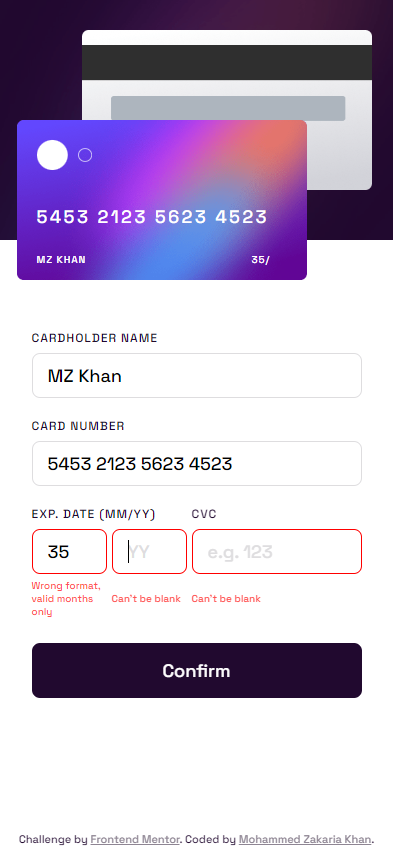 5453 2123 5623 4523
MZ KHAN 35/
CARDHOLDER NAME
MZ Khan
CARD NUMBER
5453 2123 5623 4523
EXP. DATE (MM/YY) CVC
35 YY e.g. 123
Wrong format,
valid months
only
Can't be blank Can't be blank
Confirm
Challenge by Frontend Mentor. Coded by Mohammed Zakaria Khan.